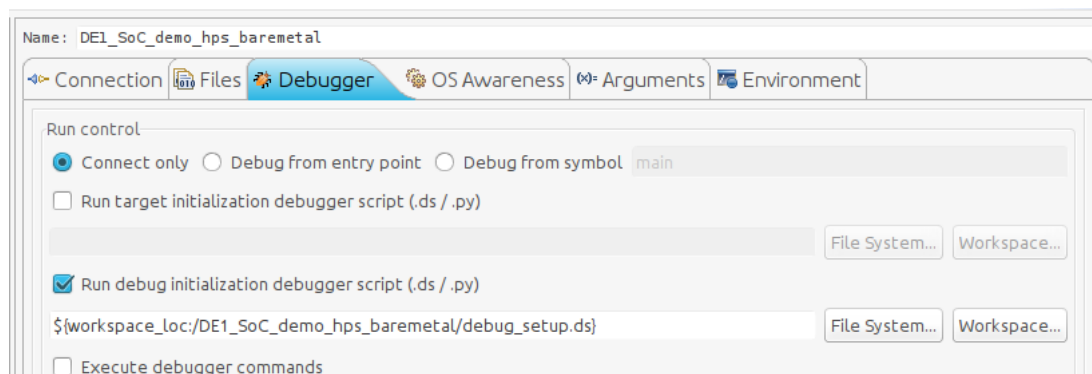 Name: DE1_SoC_demo_hps_baremetal
Connection Files Debugger OS Awareness (x)= Arguments Environment
Run control
Connect only Debug from entry point Debug from symbol main
Run target initialization debugger script (.ds / .py)
File System... Workspace...
Run debug initialization debugger script (.ds / .py)
${workspace_loc:/DE1_SoC_demo_hps_baremetal/debug_setup.ds} File System... Workspace...
Execute debugger commands